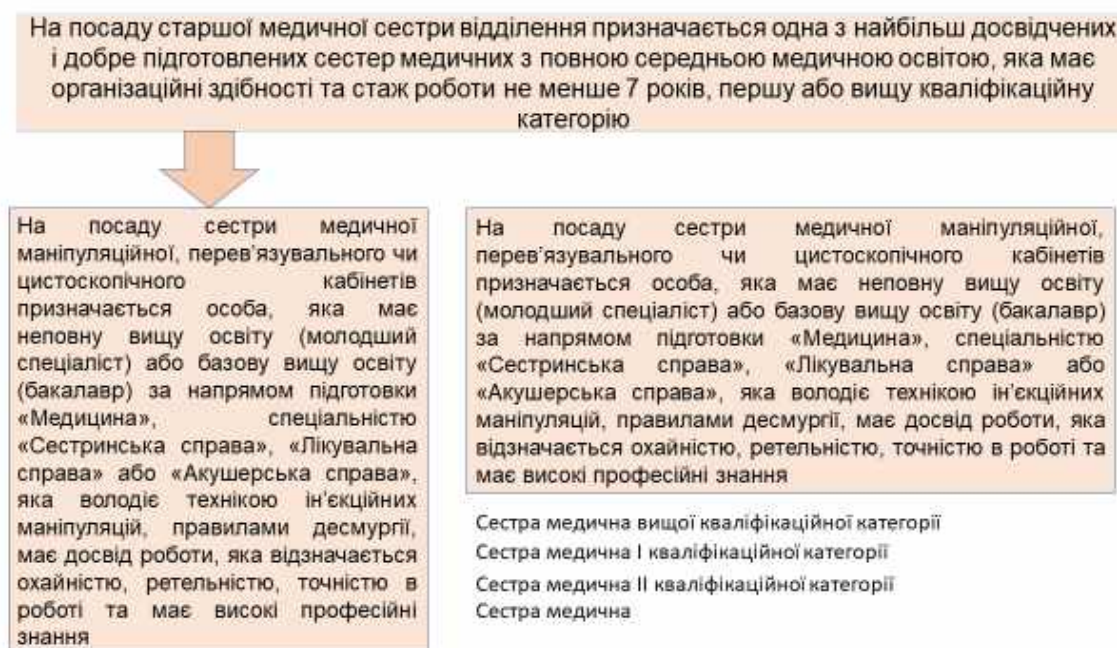 На посаду старшої медичної сестри відділення призначається одна з найбільш досвідчених
і добре підготовлених сестер медичних з повною середньою медичною освітою, яка має
організаційні здібності та стаж роботи не менше 7 років, першу або вищу кваліфікаційну
категорію
На посаду сестри медичної
маніпуляційної, перев’язувального чи
цистоскопічного кабінетів
призначається особа, яка має
неповну вищу освіту (молодший
спеціаліст) або базову вищу освіту
(бакалавр) за напрямом підготовки
«Медицина», спеціальністю
«Сестринська справа», «Лікувальна
справа» або «Акушерська справа»,
яка володіє технікою ін’єкційних
маніпуляцій, правилами десмургії,
має досвід роботи, яка відзначається
охайністю, ретельністю, точністю в
роботі та має високі професійні
знання
На посаду сестри медичної маніпуляційної,
перев’язувального чи цистоскопічного кабінетів
призначається особа, яка має неповну вищу освіту
(молодший спеціаліст) або базову вищу освіту (бакалавр)
за напрямом підготовки «Медицина», спеціальністю
«Сестринська справа», «Лікувальна справа» або
«Акушерська справа», яка володіє технікою ін’єкційних
маніпуляцій, правилами десмургії, має досвід роботи, яка
відзначається охайністю, ретельністю, точністю в роботі та
має високі професійні знання
Сестра медична вищої кваліфікаційної категорії
Сестра медична І кваліфікаційної категорії
Сестра медична ІІ кваліфікаційної категорії
Сестра медична